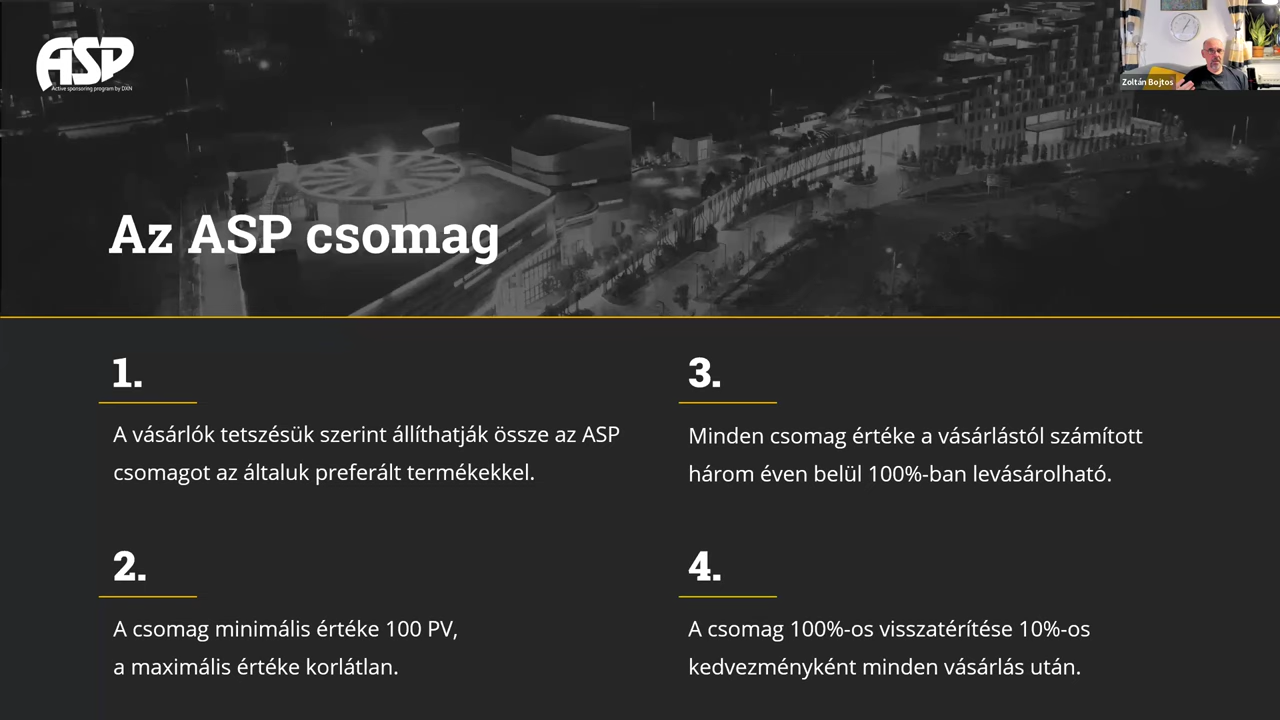 ASP
Active sponsoring program by DXN
Zoltán Bojtos
Az ASP csomag
1.
A vásárlók tetszésük szerint állíthatják össze az ASP
csomagot az általuk preferált termékekkel.
2.
A csomag minimális értéke 100 PV,
a maximális értéke korlátlan.
3.
Minden csomag értéke a vásárlástól számított
három éven belül 100%-ban levásárolható.
4.
A csomag 100%-os visszatérítése 10%-os
kedvezményként minden vásárlás után.